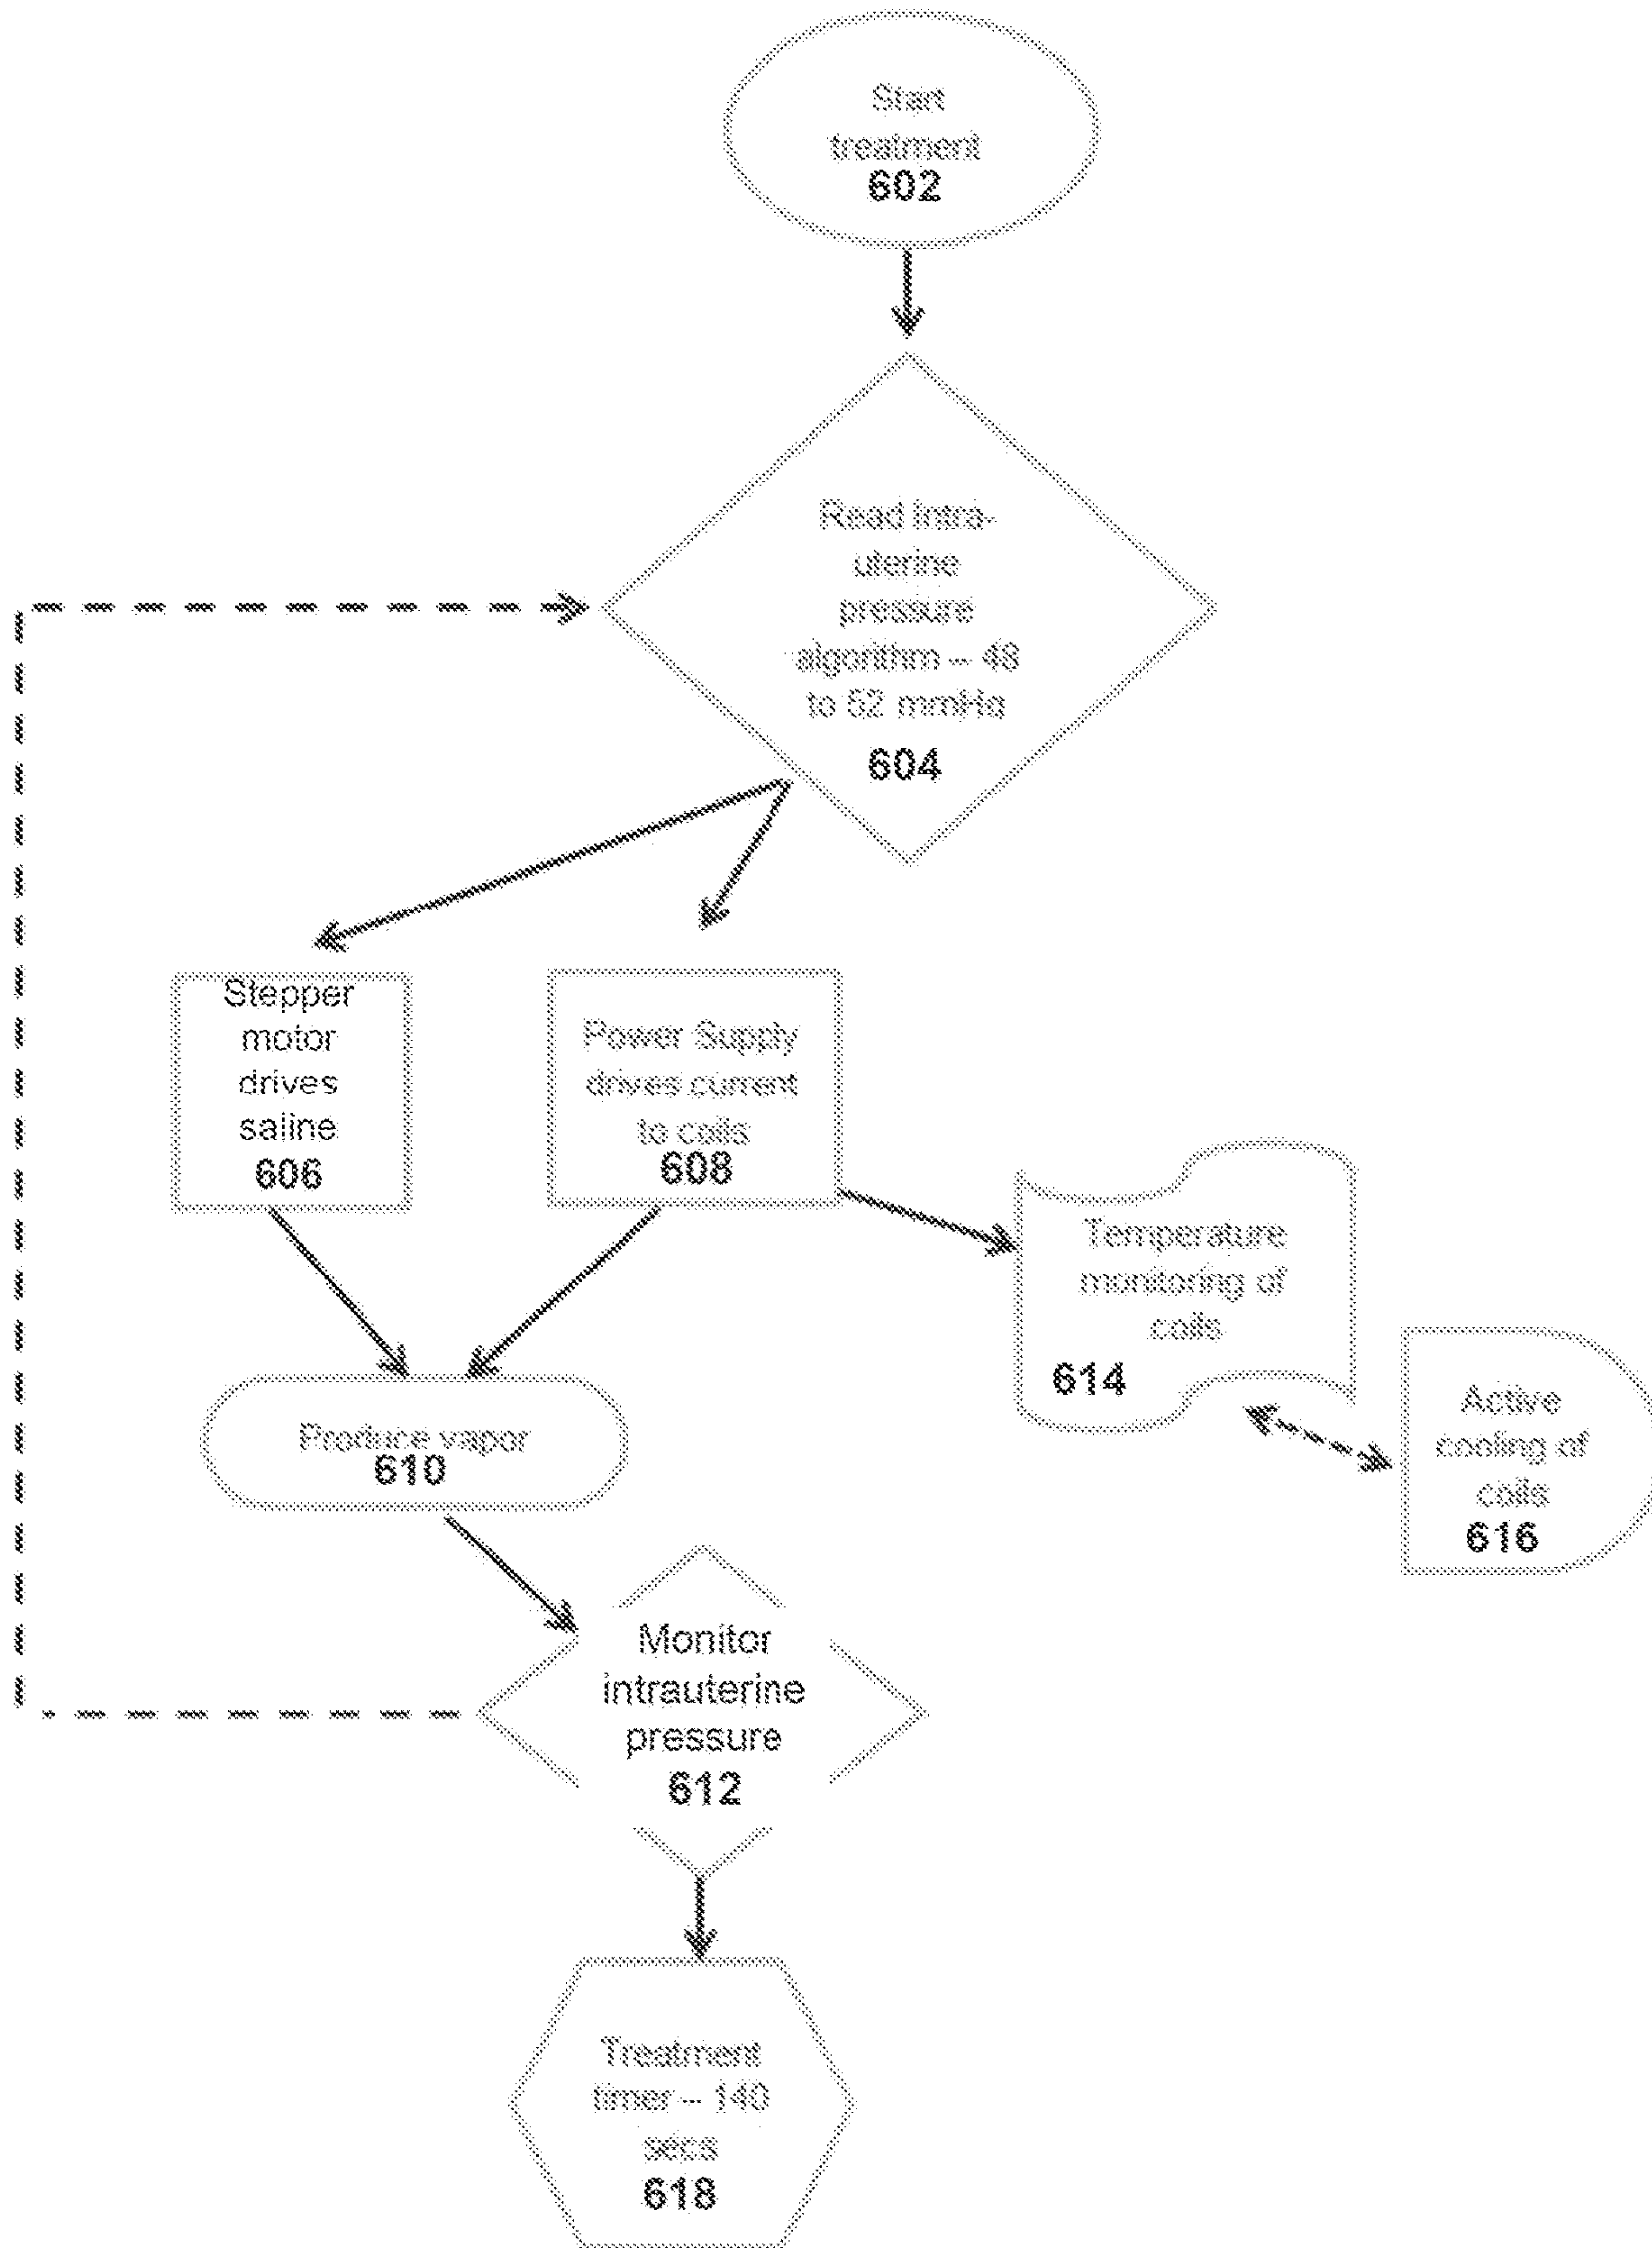 Start
treatment
602
Read Intra-
uterine
pressure
algorithm – 48
to 52 mmHg
604
Stepper
motor
drives
saline
606
Power Supply
drives current
to coils
608
Temperature
monitoring of
coils
614
Active
cooling of
coils
616
Produce vapor
610
Monitor
intrauterine
pressure
612
Treatment
timer – 140
secs
618